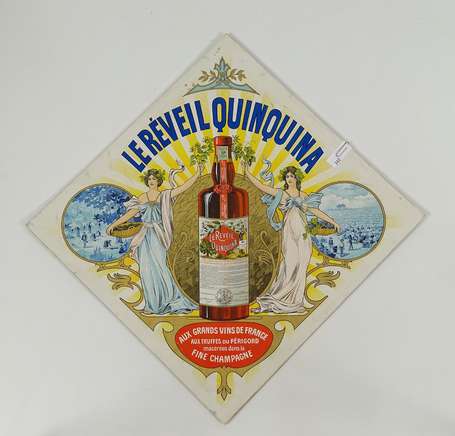 LE RÉVEIL QUINQUINA
LE RÉVEIL
QUINQUINA
AUX GRANDS VINS DE FRANCE
AUX TRUFFES DU PÉRIGORD
macérées dans la
FINE CHAMPAGNE